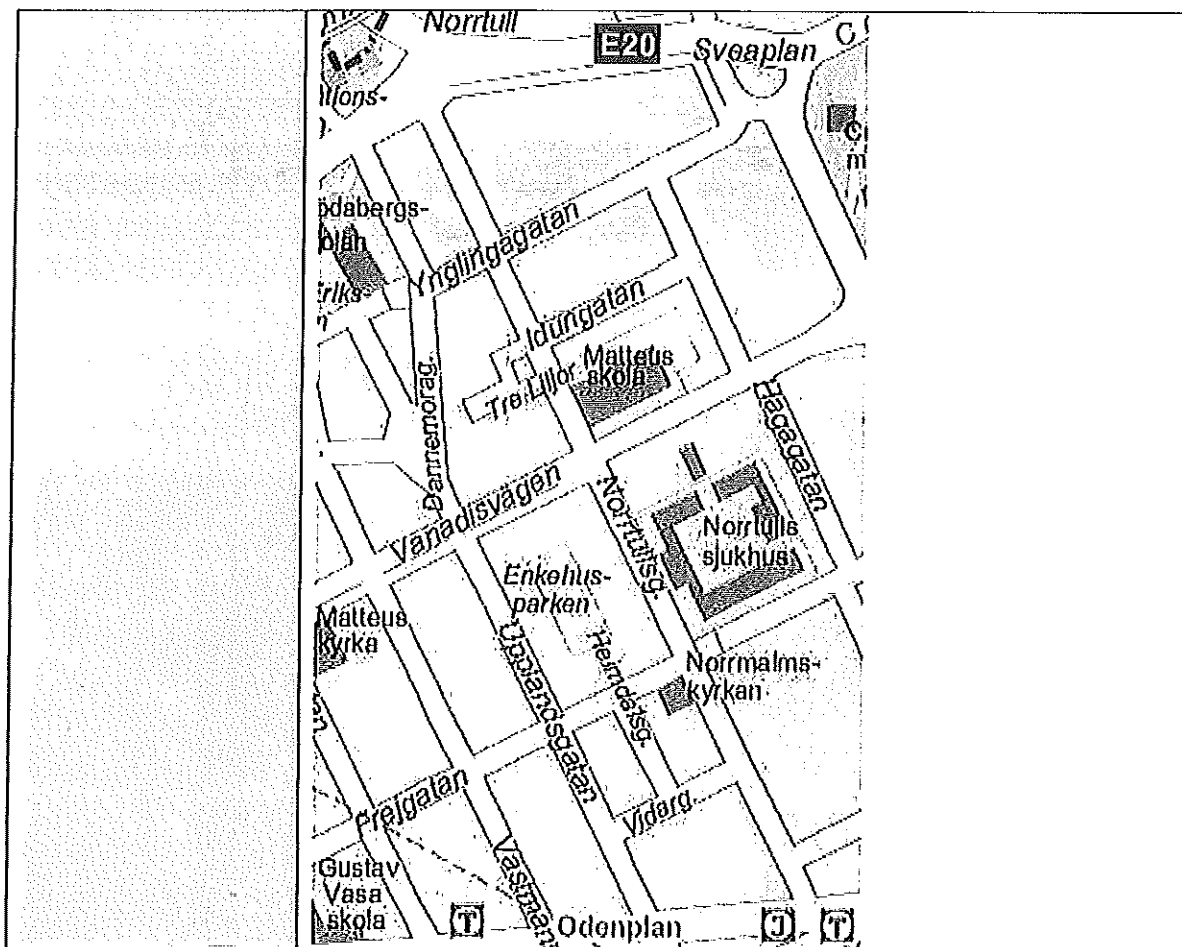 Norrtull
E20
Sveaplan
Ynglingagatan
Idungatan
Tre Liljor
Matteus
skola
Dannemorag.
Hagagatan
Vanadisvägen
Norrtullsg.
Norrtulls
sjukhus
Enkehus-
parken
Matteus
kyrka
Upplandsgatan
Heimdalsg.
Norrmalms-
kyrkan
Frejgatan
Vidarg.
Västmann
Gustav
Vasa
skola
T
Odenplan
J
T